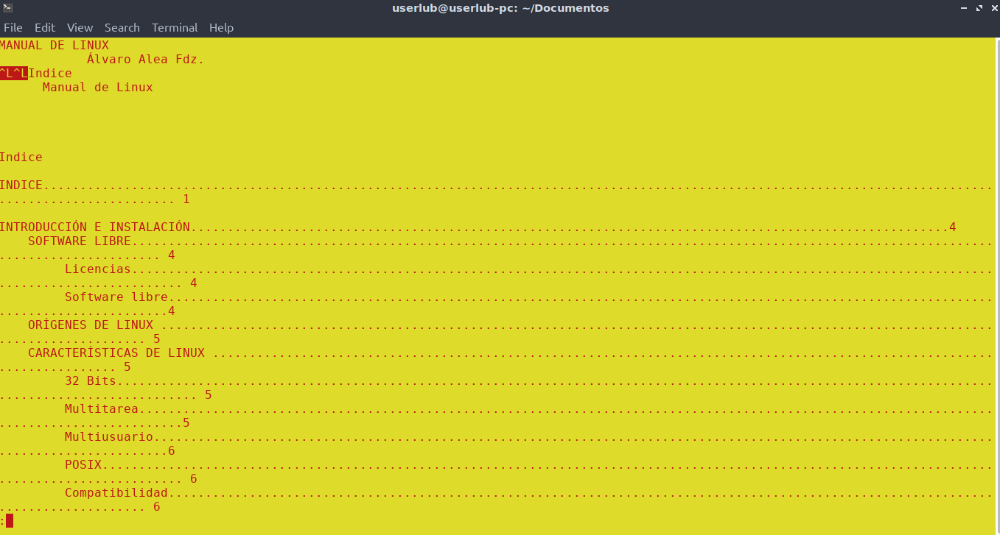 userlub@userlub-pc: ~/Documentos
File Edit View Search Terminal Help
MANUAL DE LINUX
Álvaro Alea Fdz.
^L^LIndice
Manual de Linux
Indice
INDICE.................................................................................................................................
........................ 1
INTRODUCCIÓN E INSTALACIÓN.......................................................................................................4
SOFTWARE LIBRE.....................................................................................................................
...................... 4
Licencias.....................................................................................................................
......................... 4
Software libre................................................................................................................
.......................4
ORÍGENES DE LINUX .................................................................................................................
.................... 5
CARACTERÍSTICAS DE LINUX ..........................................................................................................
................ 5
32 Bits.......................................................................................................................
........................... 5
Multitarea....................................................................................................................
.........................5
Multiusuario..................................................................................................................
.......................6
POSIX.........................................................................................................................
......................... 6
Compatibilidad................................................................................................................
.................... 6
: